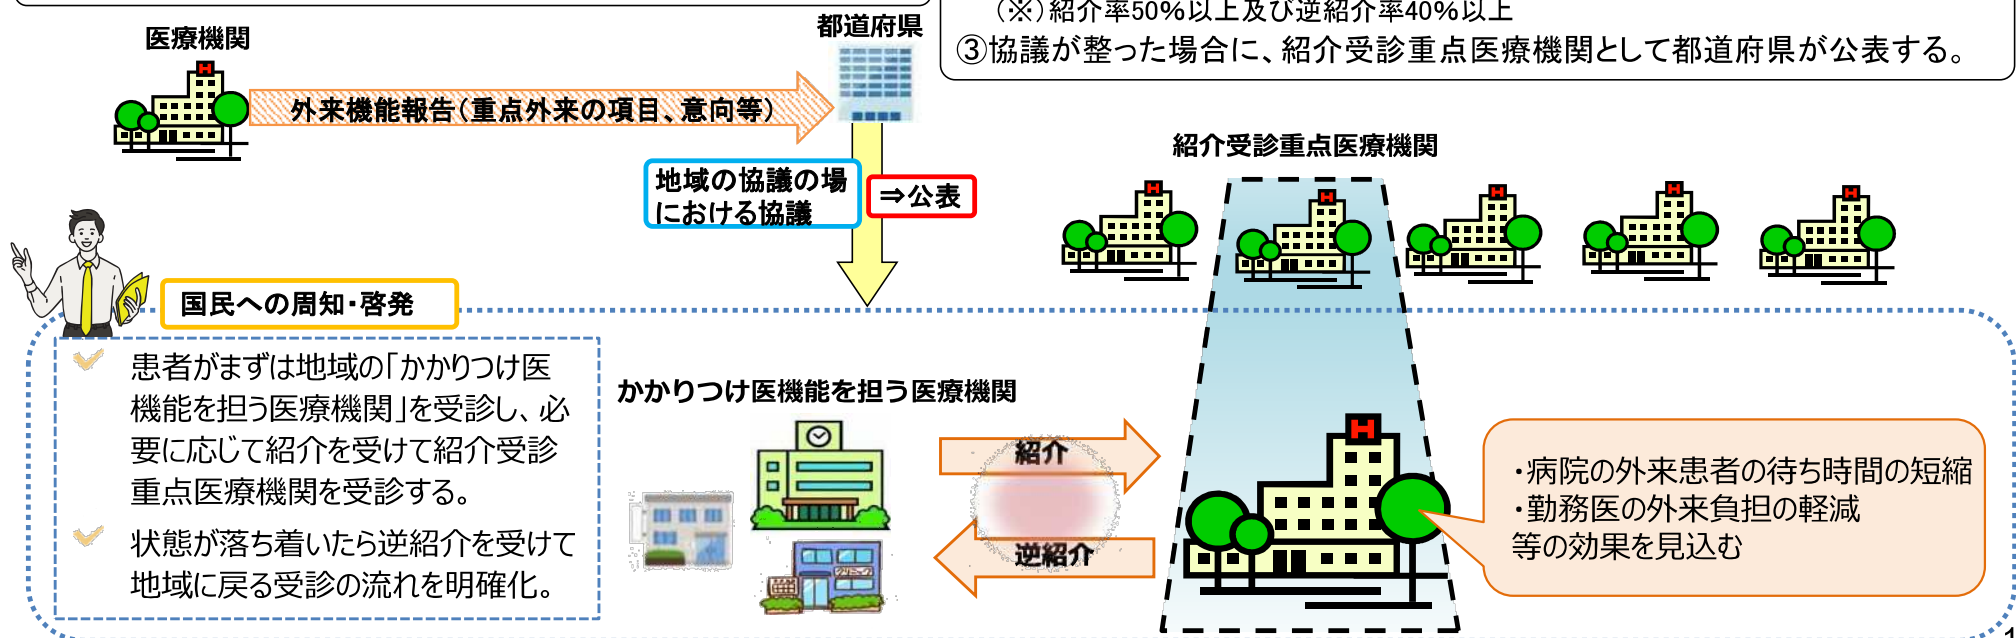 (※)紹介率50%以上及び逆紹介率40%以上
③協議が整った場合に、紹介受診重点医療機関として都道府県が公表する。
医療機関
都道府県
外来機能報告(重点外来の項目、意向等)
地域の協議の場
における協議
⇒公表
紹介受診重点医療機関
国民への周知・啓発
患者がまずは地域の「かかりつけ医
機能を担う医療機関」を受診し、必
要に応じて紹介を受けて紹介受診
重点医療機関を受診する。
状態が落ち着いたら逆紹介を受けて
地域に戻る受診の流れを明確化。
かかりつけ医機能を担う医療機関
紹介
逆紹介
・病院の外来患者の待ち時間の短縮
・勤務医の外来負担の軽減
等の効果を見込む